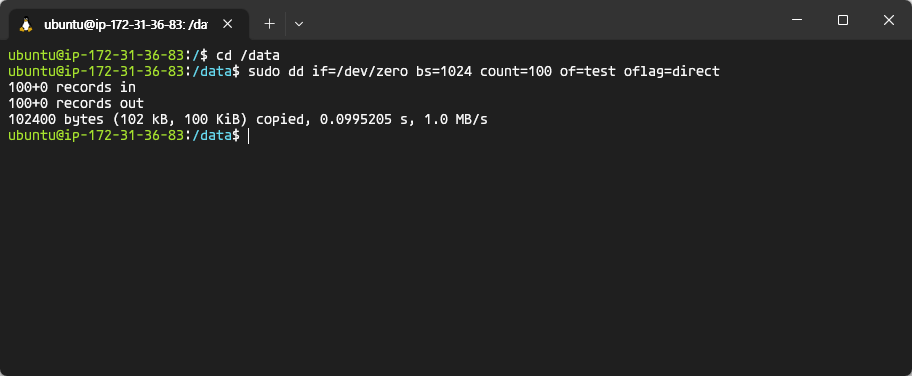 ubuntu@ip-172-31-36-83: /da
ubuntu@ip-172-31-36-83:/$ cd /data
ubuntu@ip-172-31-36-83:/data$ sudo dd if=/dev/zero bs=1024 count=100 of=test oflag=direct
100+0 records in
100+0 records out
102400 bytes (102 kB, 100 KiB) copied, 0.0995205 s, 1.0 MB/s
ubuntu@ip-172-31-36-83:/data$